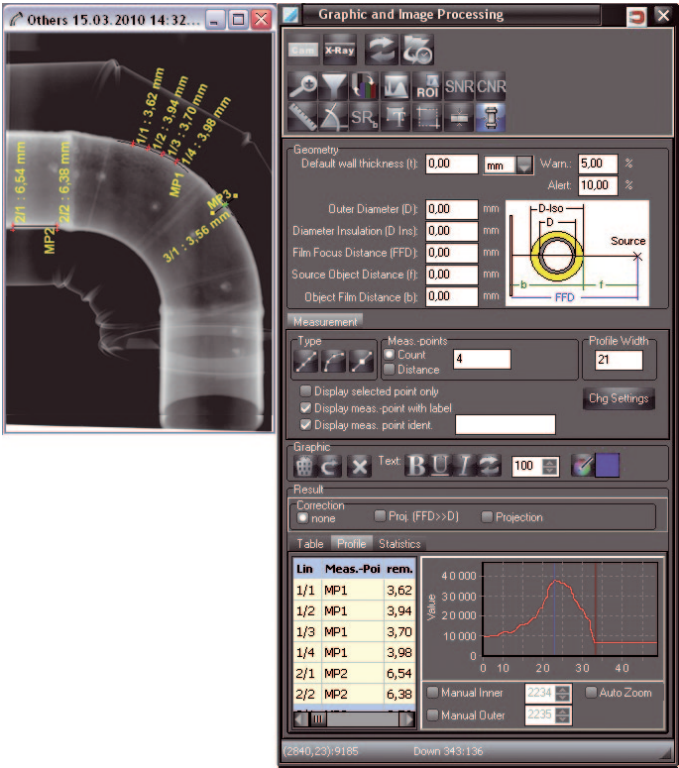 Others 15.03.2010 14:32...
1/1 : 3,62 mm
1/2 : 3,94 mm
1/3 : 3,70 mm
1/4 : 3,98 mm
MP1
MP3
3/1 : 3,56 mm
2/1 : 6,54 mm
2/2 : 6,38 mm
MP2
Graphic and Image Processing
Cam X-Ray
ROI SNR CNR
SR
Geometry
Default wall thickness (t): 0,00 mm Warn.: 5,00 %
Alert: 10,00 %
Outer Diameter (D): 0,00 mm
Diameter Insulation (D Ins): 0,00 mm
Film Focus Distance (FFD): 0,00 mm
Source Object Distance (f): 0,00 mm
Object Film Distance (b): 0,00 mm
D-Iso
D
Source
b f
FFD
Measurement
Type Meas.-points Profile Width
Count 4 21
Distance
Display selected point only
Display meas.-point with label Chg Settings
Display meas. point ident.
Graphic
Text: B U I 100
Result
Correction
none Proj. (FFD>>D) Projection
Table Profile Statistics
Lin Meas.-Poi rem.
1/1 MP1 3,62
1/2 MP1 3,94
1/3 MP1 3,70
1/4 MP1 3,98
2/1 MP2 6,54
2/2 MP2 6,38
Value
40 000
30 000
20 000
10 000
0
0 10 20 30 40
Manual Inner 2234 Auto Zoom
Manual Outer 2235
(2840,23):9185 Down 343:136